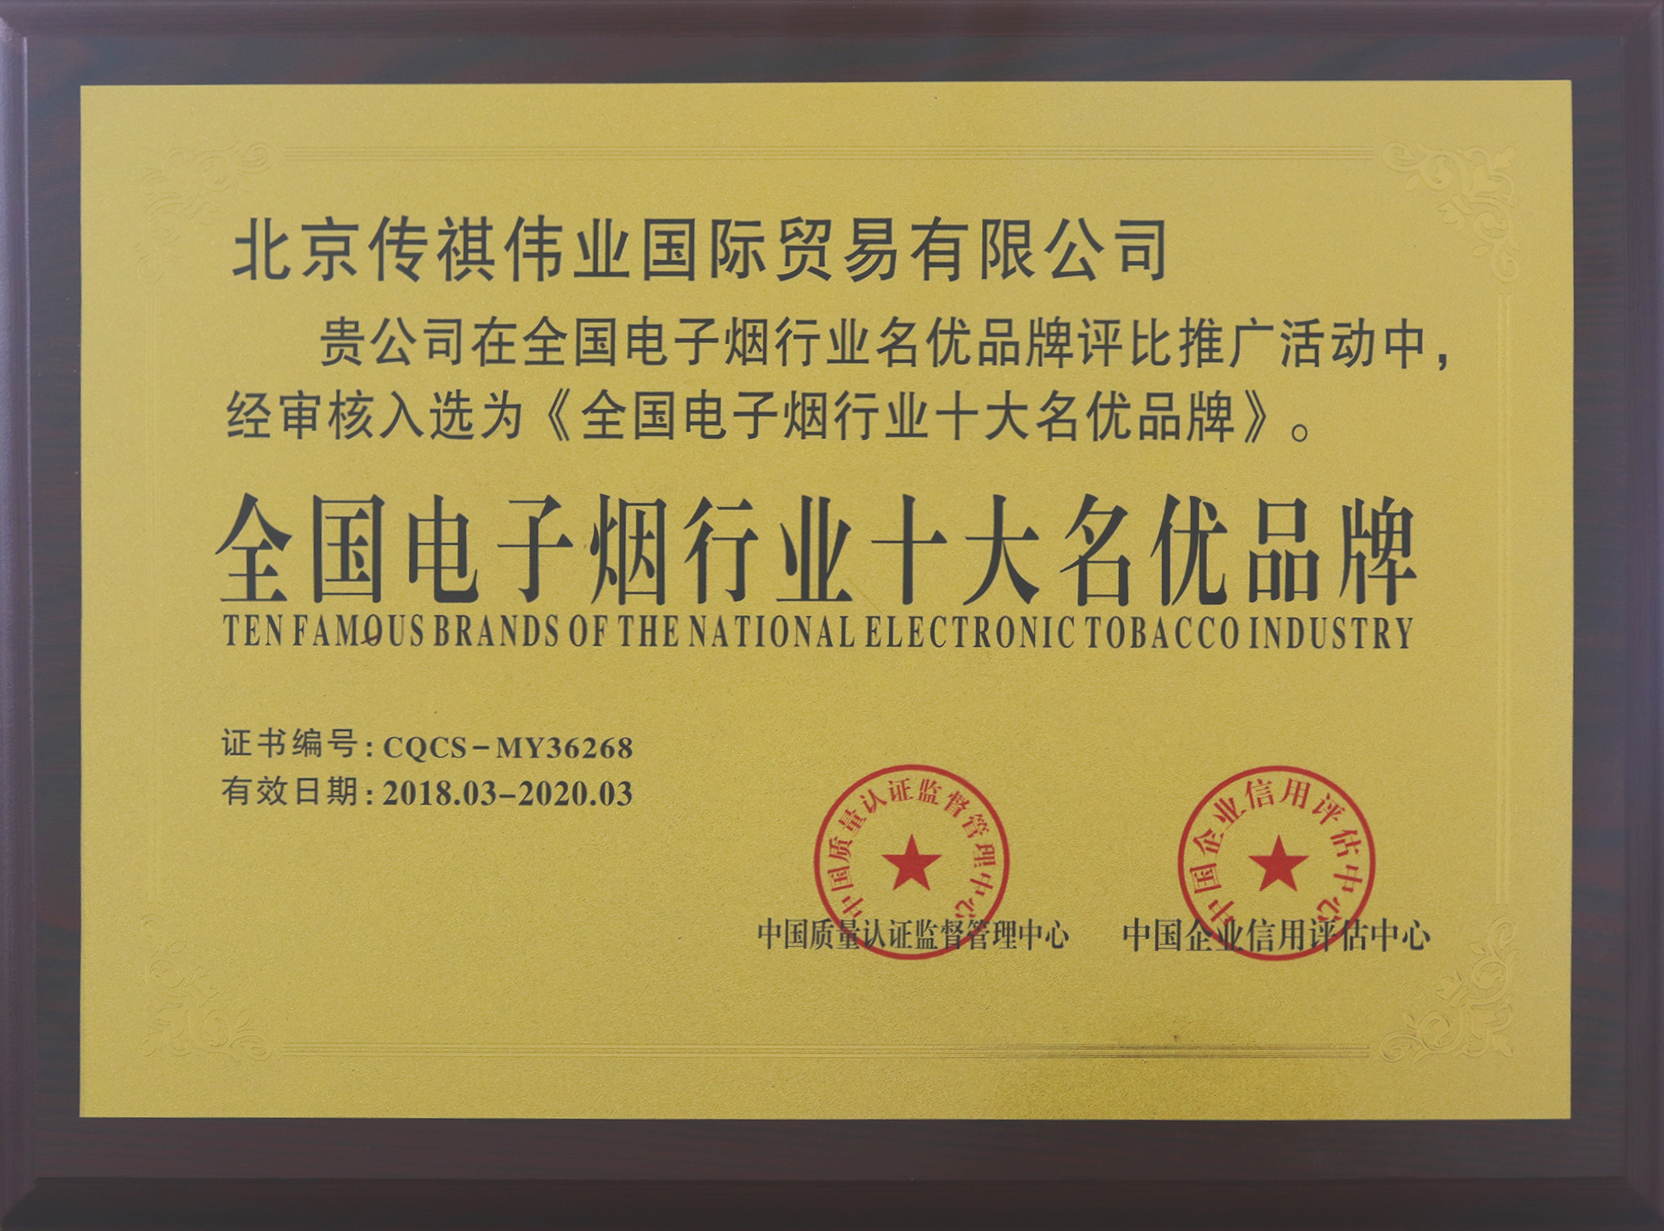 北京传祺伟业国际贸易有限公司
贵公司在全国电子烟行业名优品牌评比推广活动中，
经审核入选为《全国电子烟行业十大名优品牌》。
全国电子烟行业十大名优品牌
TEN FAMOUS BRANDS OF THE NATIONAL ELECTRONIC TOBACCO INDUSTRY
证书编号：CQCS-MY36268
有效日期：2018.03-2020.03
中国质量认证监督管理中心
中国企业信用评估中心
中国质量认证监督管理中心
中国企业信用评估中心